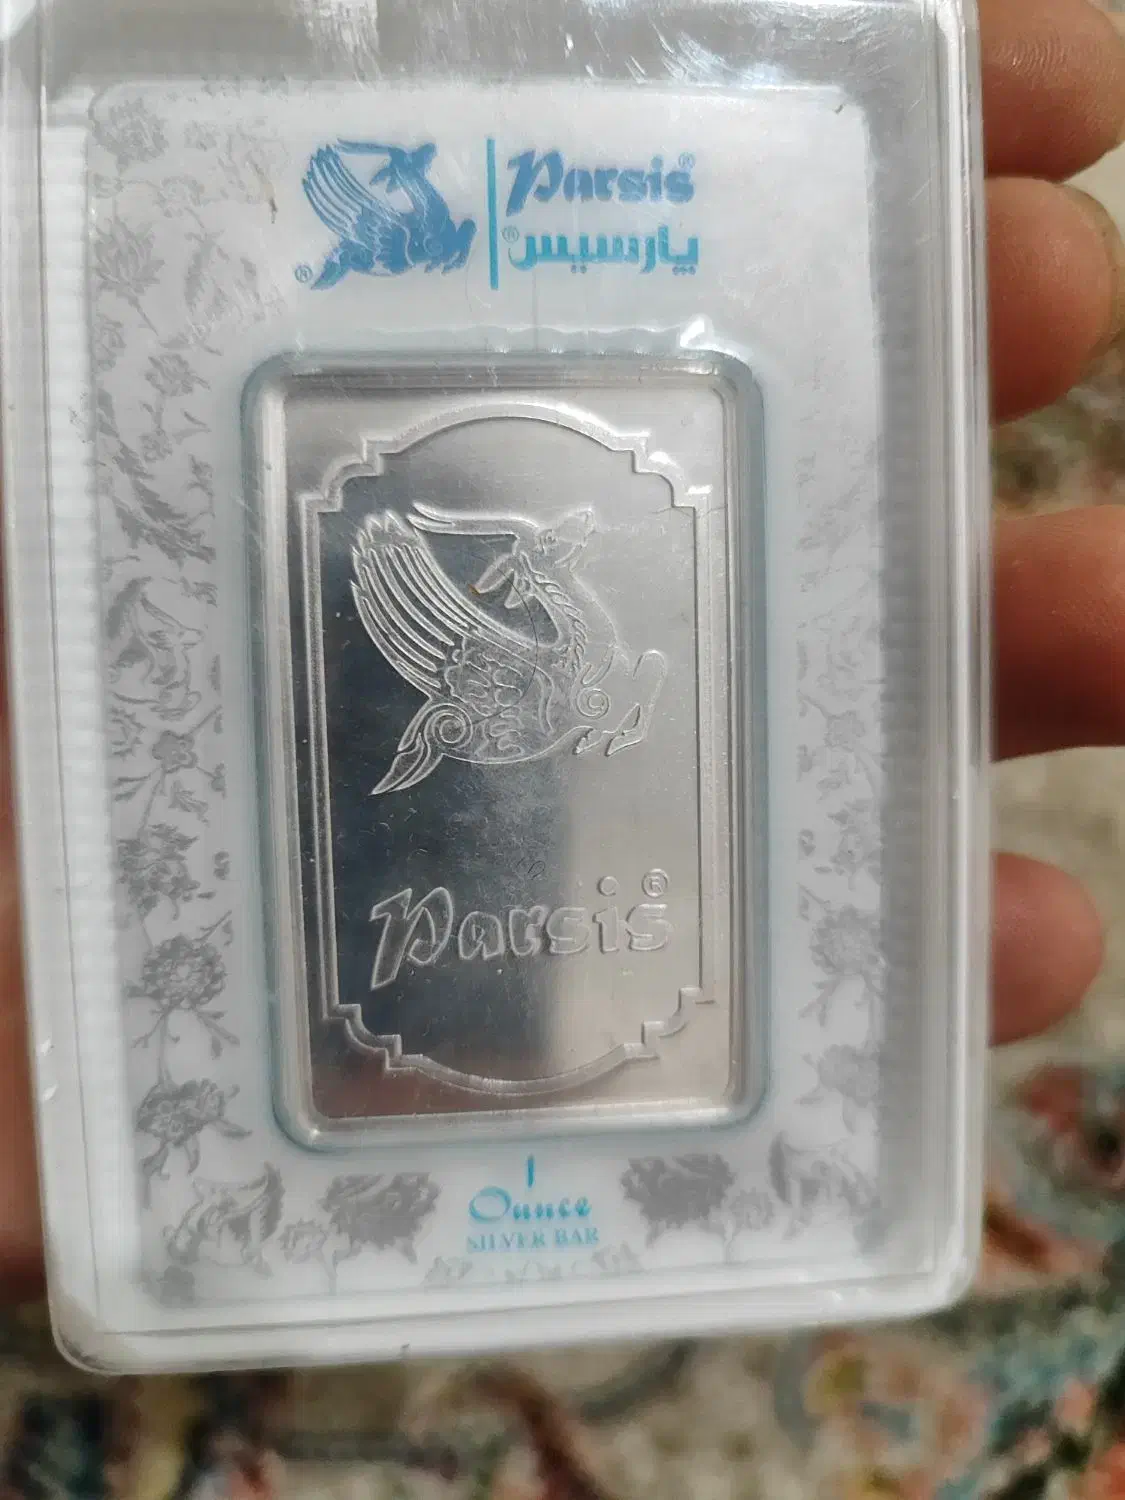 Parsis®
پارسیس®
®
Parsis®
1
Ounce
SILVER BAR